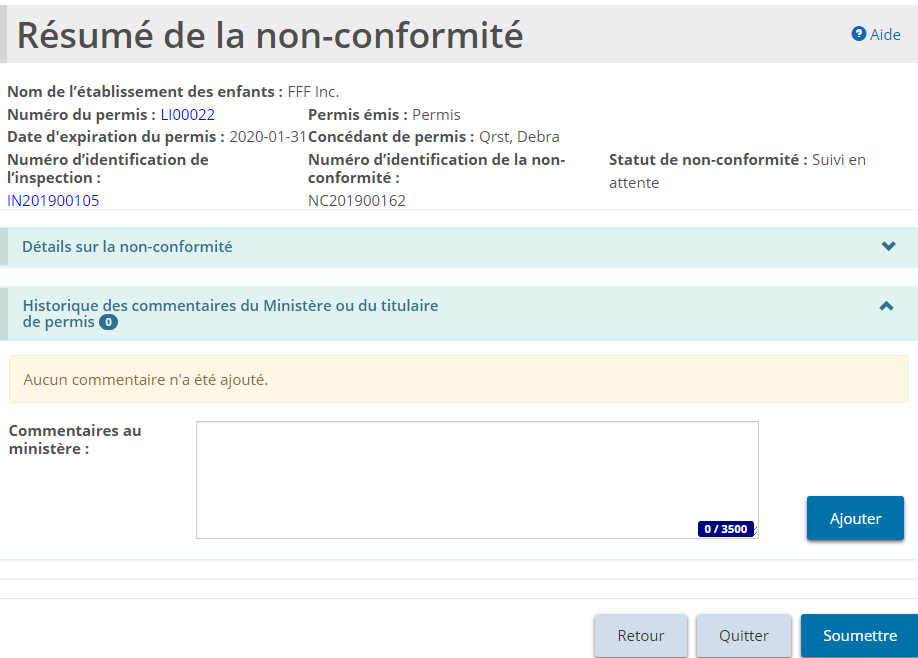 Résumé de la non-conformité
Aide
Nom de l’établissement des enfants : FFF Inc.
Numéro du permis : LI00022 Permis émis : Permis
Date d'expiration du permis : 2020-01-31 Concédant de permis : Qrst, Debra
Numéro d’identification de l’inspection :
IN201900105
Numéro d’identification de la non-conformité :
NC201900162
Statut de non-conformité : Suivi en
attente
Détails sur la non-conformité
Historique des commentaires du Ministère ou du titulaire
de permis 0
Aucun commentaire n'a été ajouté.
Commentaires au
ministère :
0 / 3500
Ajouter
Retour Quitter Soumettre